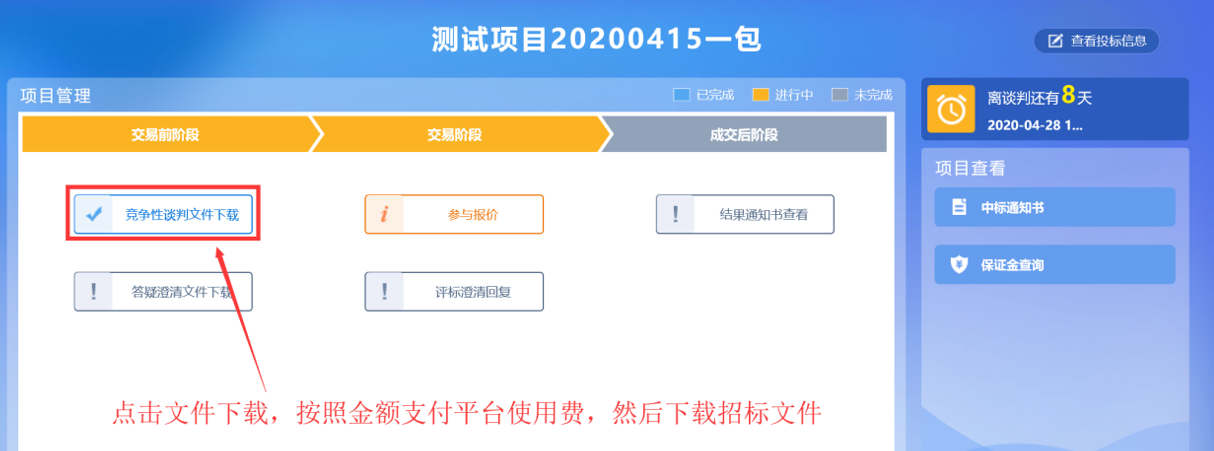 测试项目20200415一包
查看投标信息
项目管理
已完成 进行中 未完成
离谈判还有8天
2020-04-28 1...
交易前阶段 交易阶段 成交后阶段
项目查看
竞争性谈判文件下载 参与报价 结果通知书查看
中标通知书
保证金查询
答疑澄清文件下载 评标澄清回复
点击文件下载，按照金额支付平台使用费，然后下载招标文件